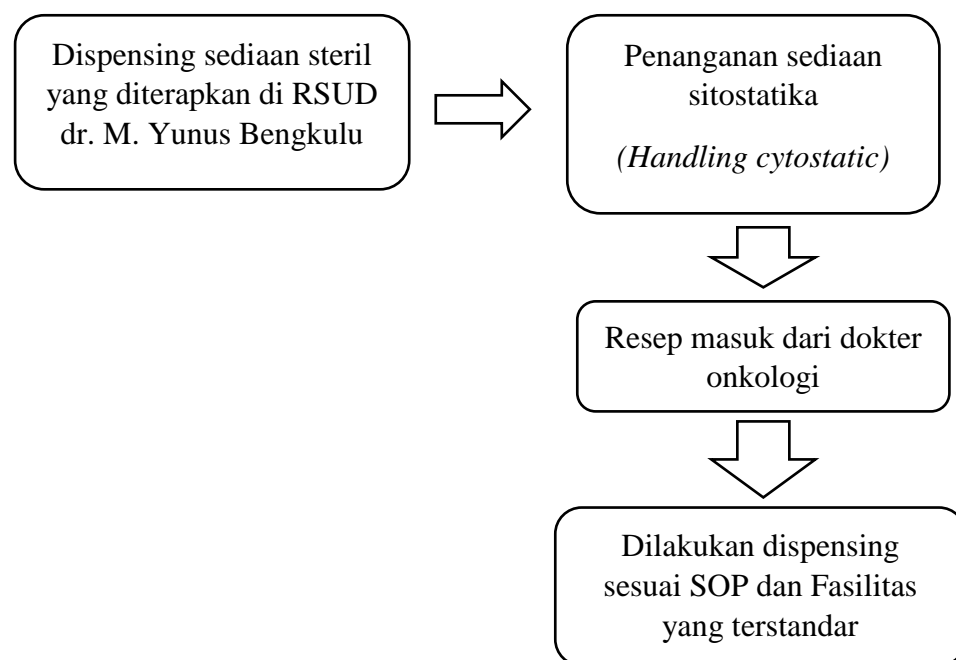 Dispensing sediaan steril
yang diterapkan di RSUD
dr. M. Yunus Bengkulu
Penanganan sediaan
sitostatika
(Handling cytostatic)
Resep masuk dari dokter
onkologi
Dilakukan dispensing
sesuai SOP dan Fasilitas
yang terstandar